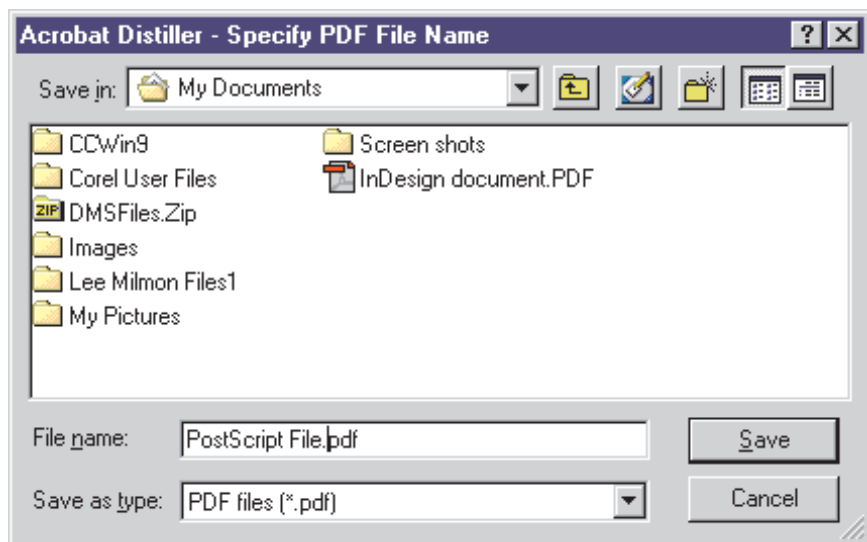 Acrobat Distiller - Specify PDF File Name
Save in: My Documents
CCWin9
Corel User Files
ZIP DMSFiles.Zip
Images
Lee Milmon Files1
My Pictures
Screen shots
InDesign document.PDF
File name: PostScript File.pdf
Save
Save as type: PDF files (*.pdf)
Cancel